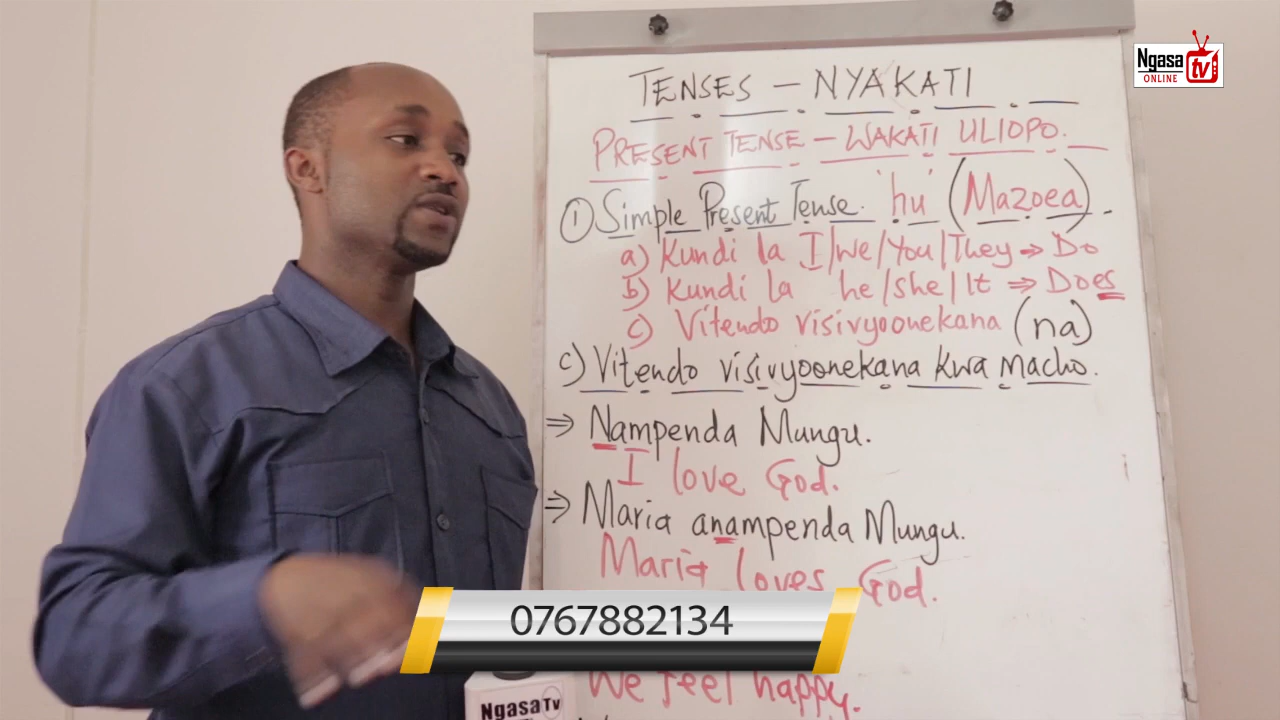 Ngasa tv
ONLINE
TENSES – NYAKATI
PRESENT TENSE – WAKATI ULIOPO.
① Simple Present Tense. 'hu' (Mazoea)
a) Kundi la I/we/You/They ⇒ Do
b) Kundi la he/she/It ⇒ Does
c) Vitendo visivyoonekana (na)
c) Vitendo visivyoonekana kwa macho.
⇒ Nampenda Mungu.
I love God.
⇒ Maria anampenda Mungu.
Maria loves God.
0767882134
We feel happy.
NgasaTv